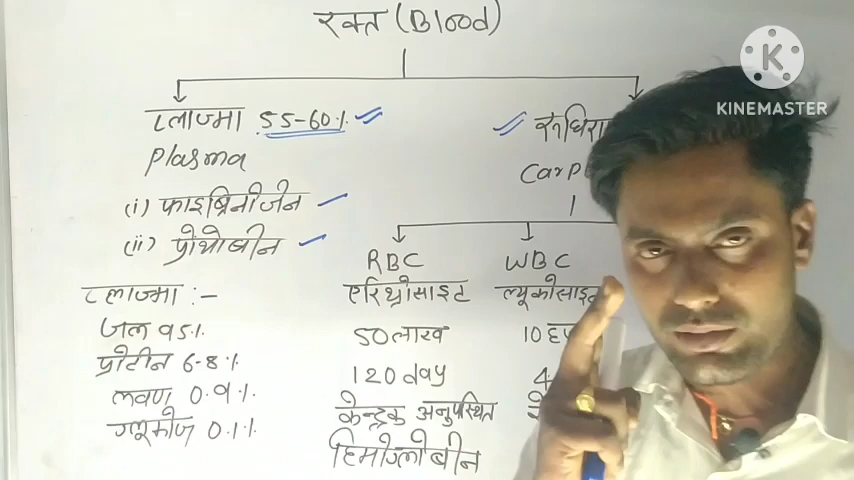 रक्त (Blood)
KINEMASTER
प्लाज्मा 55-60%
Plasma
(i) फाइब्रिनोजेन
(ii) प्रोथोबीन
RBC
WBC
एरिथ्रोसाइट
ल्यूकोसाइट
50 लाख
120 day
केन्द्रक अनुपस्थित
हिमोग्लोबीन
प्लाज्मा :-
जल 95%
प्रोटीन 6-8%
लवण 0.9%
ग्लूकोज 0.1%